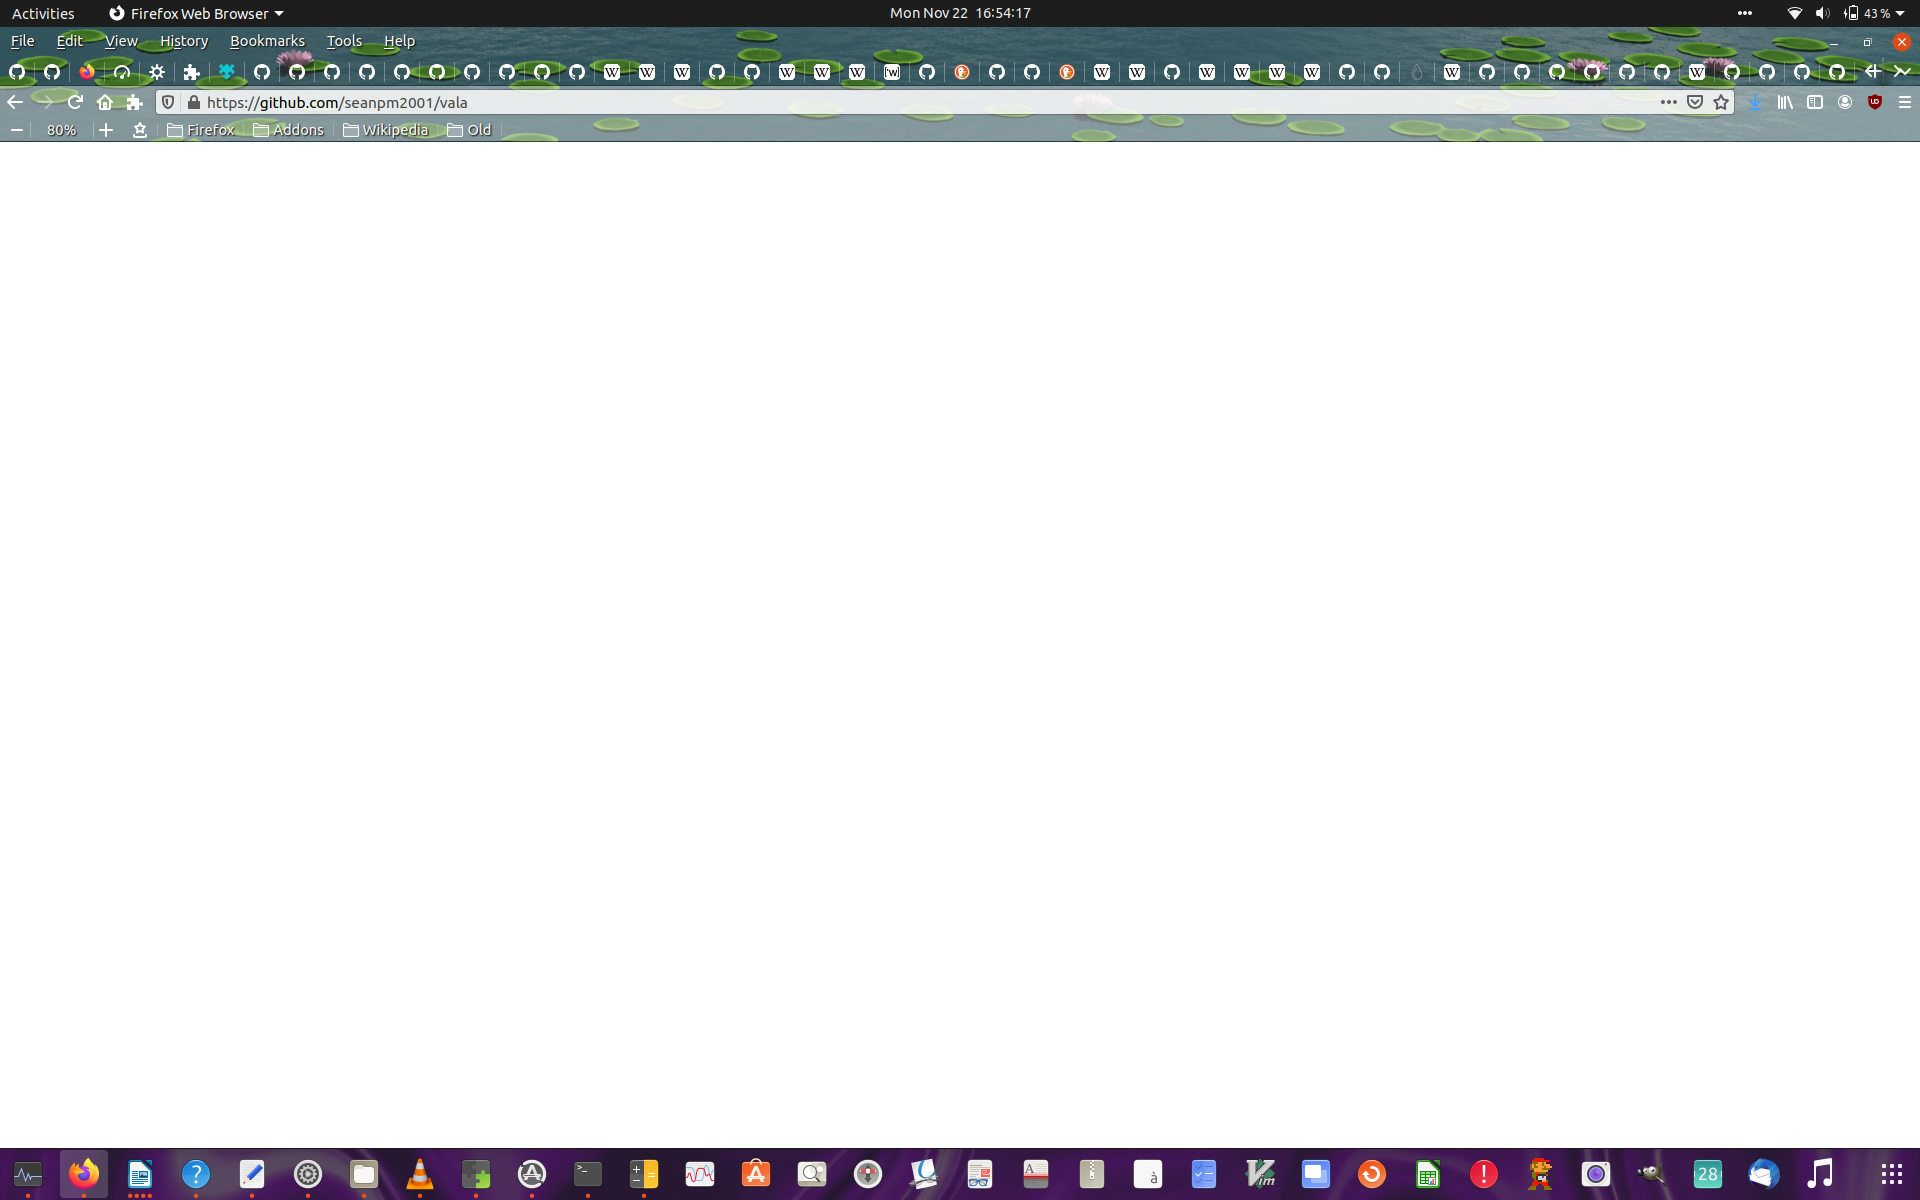 Activities Firefox Web Browser Mon Nov 22 16:54:17 43 %
File Edit View History Bookmarks Tools Help
https://github.com/seanpm2001/vala
80% Firefox Addons Wikipedia Old
28